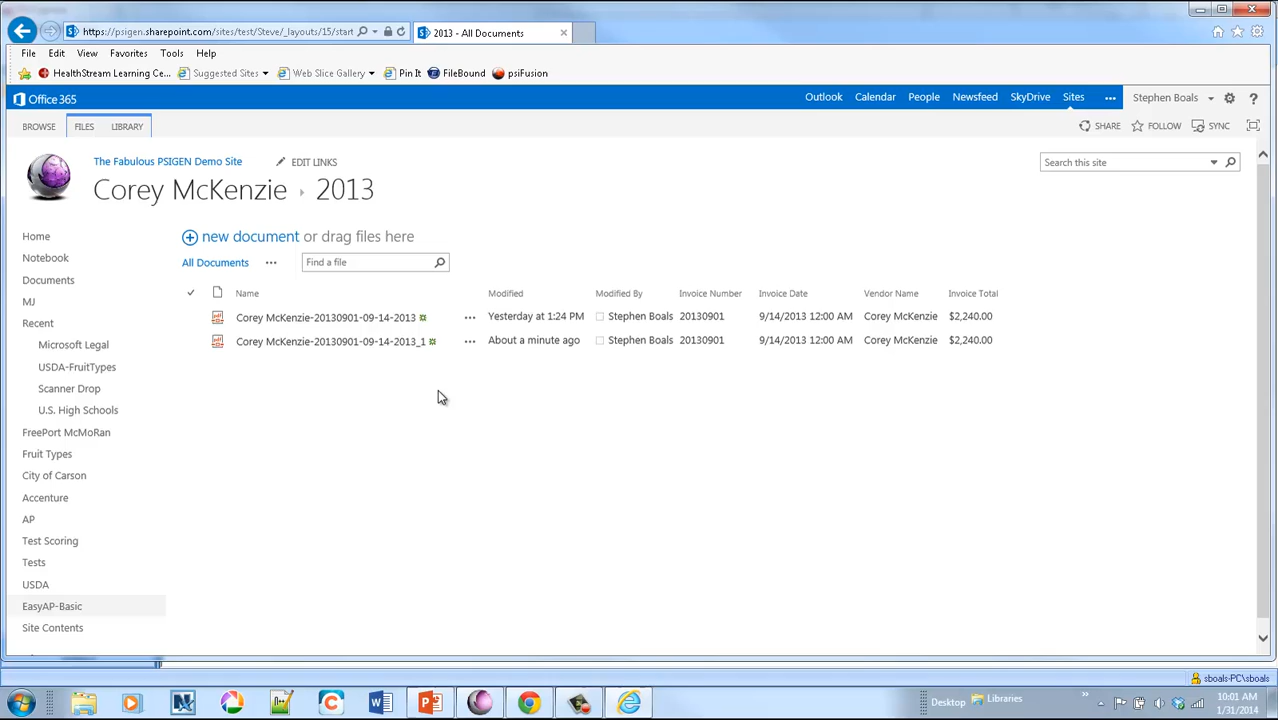 https://psigen.sharepoint.com/sites/test/Steve/_layouts/15/start
2013 - All Documents
File Edit View Favorites Tools Help
HealthStream Learning Ce... Suggested Sites Web Slice Gallery Pin It FileBound psiFusion
Office 365 Outlook Calendar People Newsfeed SkyDrive Sites ... Stephen Boals ?
BROWSE FILES LIBRARY SHARE FOLLOW SYNC
The Fabulous PSIGEN Demo Site EDIT LINKS
Search this site
Corey McKenzie 2013
Home
Notebook
Documents
MJ
Recent
Microsoft Legal
USDA-FruitTypes
Scanner Drop
U.S. High Schools
FreePort McMoRan
Fruit Types
City of Carson
Accenture
AP
Test Scoring
Tests
USDA
EasyAP-Basic
Site Contents
new document or drag files here
All Documents ... Find a file
Name Modified Modified By Invoice Number Invoice Date Vendor Name Invoice Total
Corey McKenzie-20130901-09-14-2013 ... Yesterday at 1:24 PM Stephen Boals 20130901 9/14/2013 12:00 AM Corey McKenzie $2,240.00
Corey McKenzie-20130901-09-14-2013_1 ... About a minute ago Stephen Boals 20130901 9/14/2013 12:00 AM Corey McKenzie $2,240.00
sboals-PC\sboals
Desktop Libraries
10:01 AM
1/31/2014